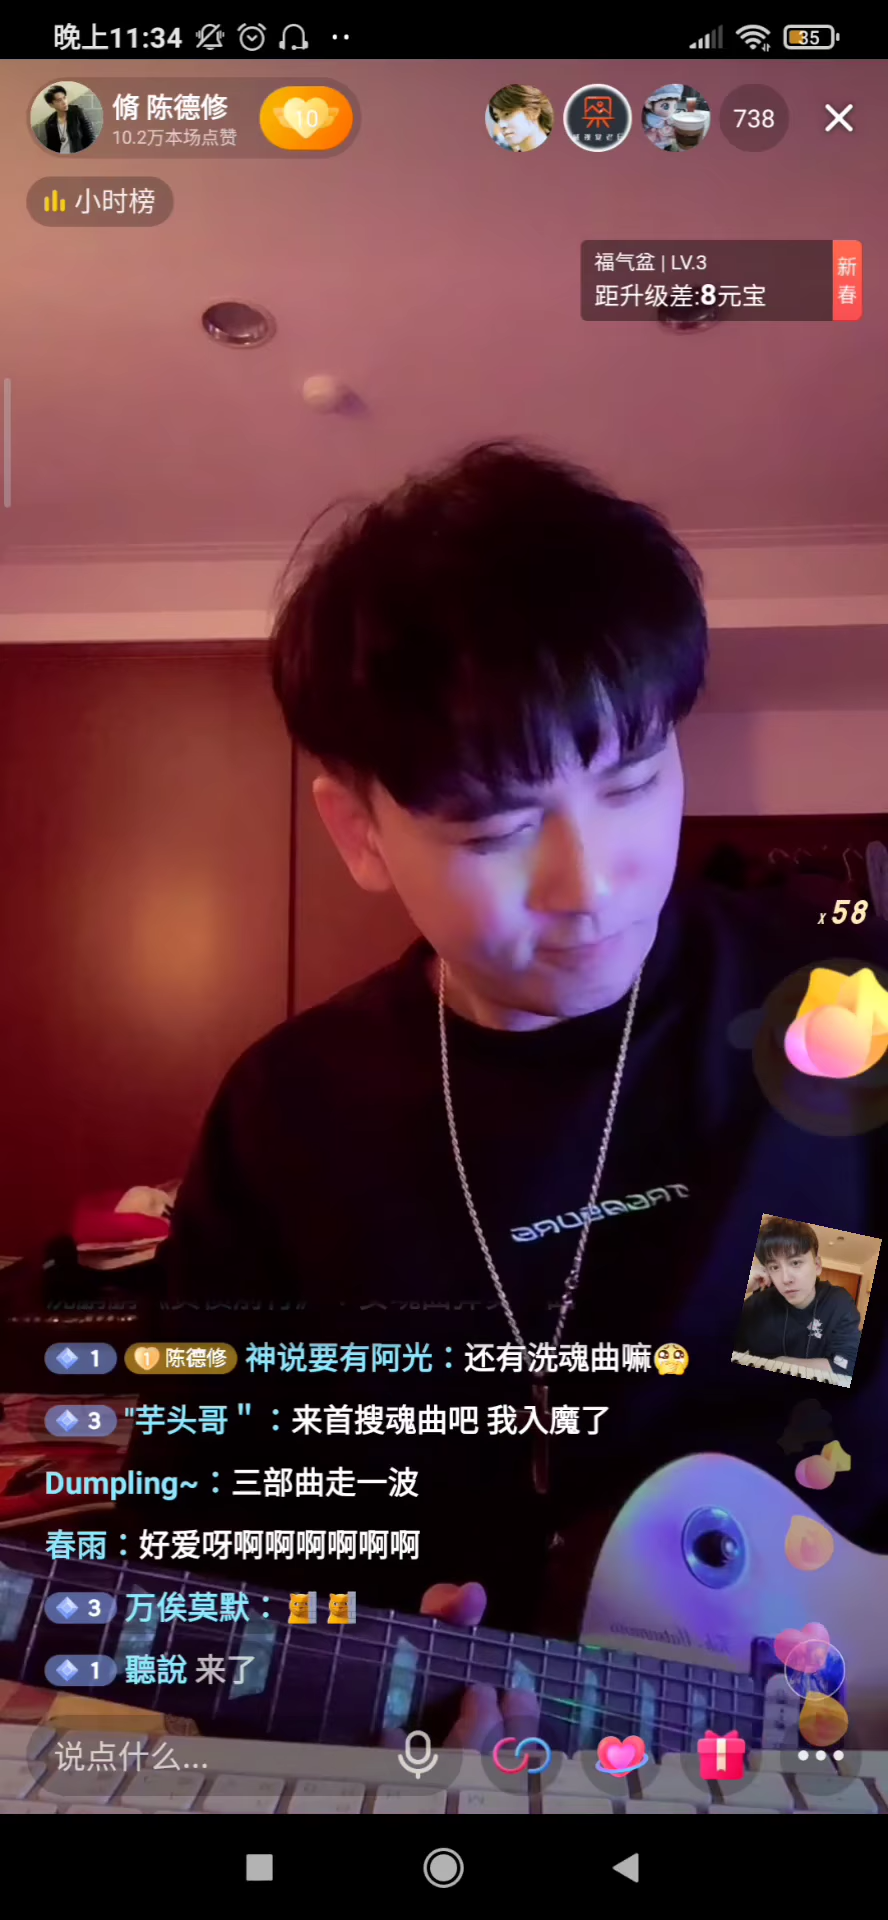 晚上11:34
35
脩 陈德修
10.2万本场点赞
10
738
小时榜
福气盆 | LV.3
距升级差:8元宝
新春
x 58
1 1 陈德修 神说要有阿光：还有洗魂曲嘛
3 "芋头哥＂：来首搜魂曲吧 我入魔了
Dumpling~：三部曲走一波
春雨：好爱呀啊啊啊啊啊啊
3 万俟莫默：
1 聽說 来了
说点什么...